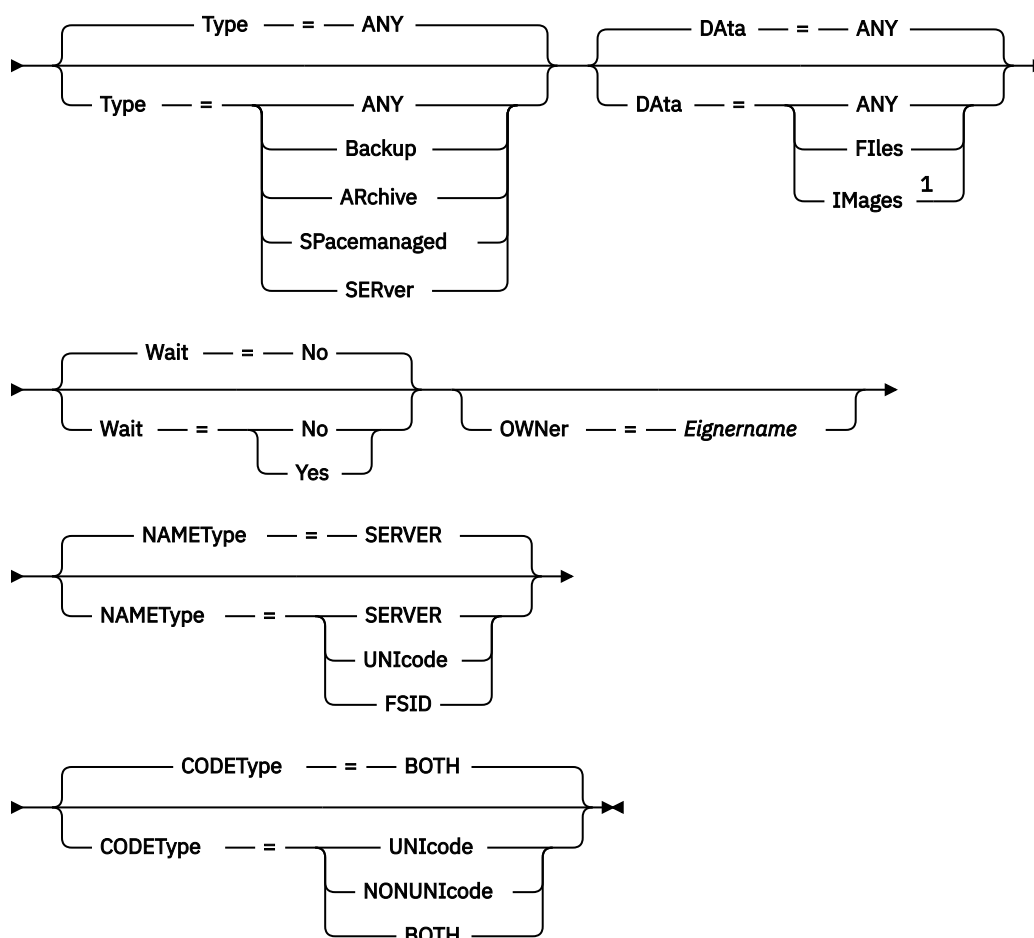 Type = ANY DAta = ANY
Type = ANY DAta = ANY
Backup FIles
ARchive IMages 1
SPacemanaged
SERver
Wait = No
Wait = No OWNer = Eignername
Yes
NAMEType = SERVER
NAMEType = SERVER
UNIcode
FSID
CODEType = BOTH
CODEType = UNIcode
NONUNIcode
BOTH